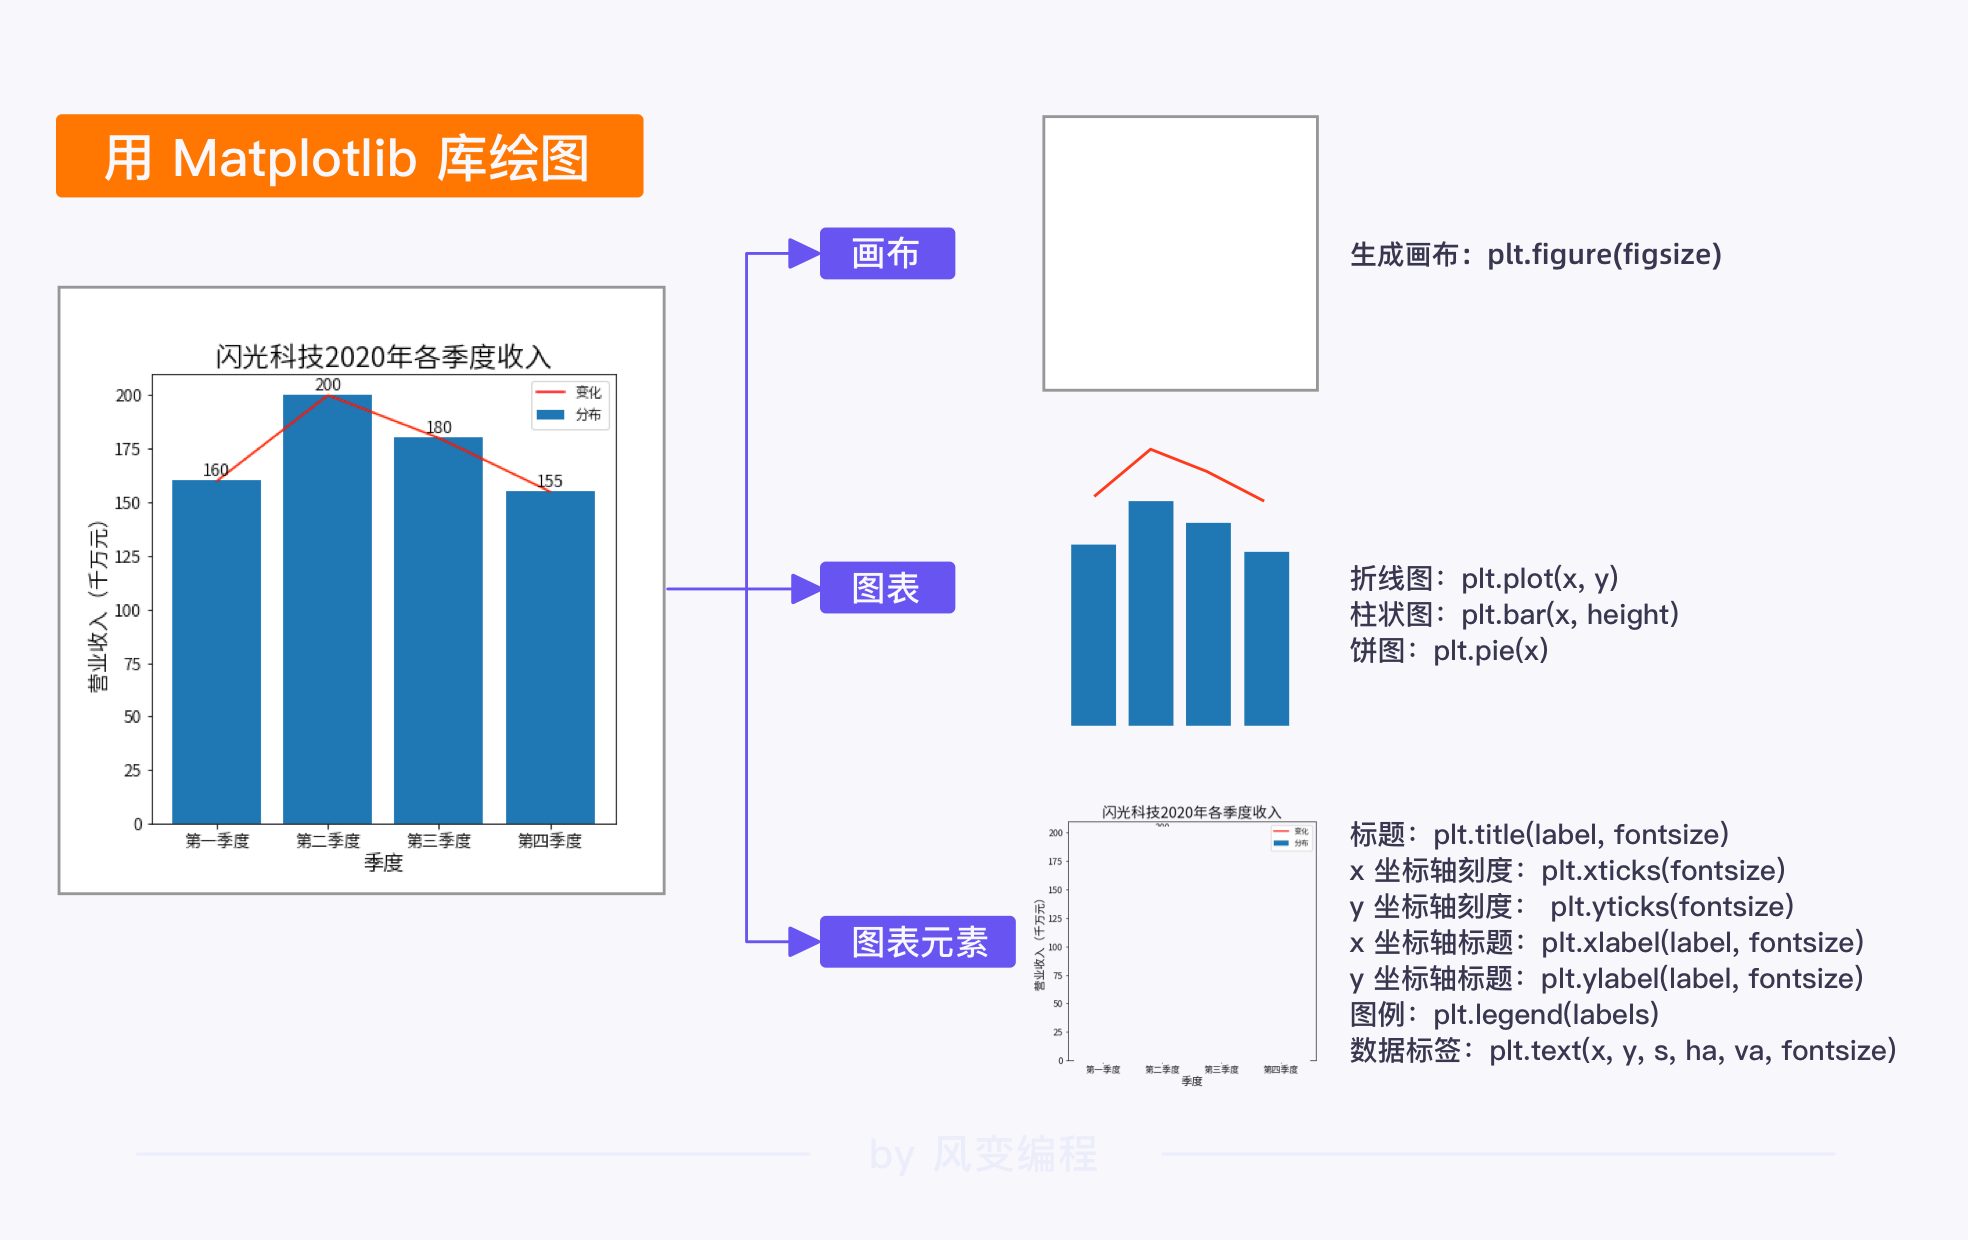 用 Matplotlib 库绘图
闪光科技2020年各季度收入
变化
分布
200
175
150
125
100
75
50
25
0
160
200
180
155
营业收入（千万元）
第一季度 第二季度 第三季度 第四季度
季度
画布
生成画布：plt.figure(figsize)
图表
折线图：plt.plot(x, y)
柱状图：plt.bar(x, height)
饼图：plt.pie(x)
图表元素
闪光科技2020年各季度收入
200
变化
分布
200
175
150
125
100
75
50
25
0
营业收入（千万元）
第一季度 第二季度 第三季度 第四季度
季度
标题：plt.title(label, fontsize)
x 坐标轴刻度：plt.xticks(fontsize)
y 坐标轴刻度： plt.yticks(fontsize)
x 坐标轴标题：plt.xlabel(label, fontsize)
y 坐标轴标题：plt.ylabel(label, fontsize)
图例：plt.legend(labels)
数据标签：plt.text(x, y, s, ha, va, fontsize)
by 风变编程